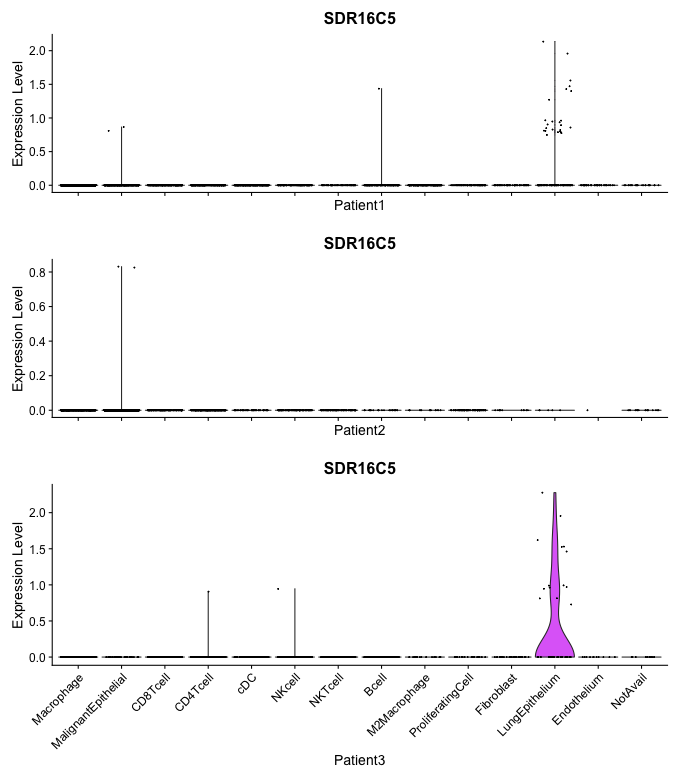 SDR16C5
Expression Level
2.0
1.5
1.0
0.5
0.0
Patient1
SDR16C5
Expression Level
0.8
0.6
0.4
0.2
0.0
Patient2
SDR16C5
Expression Level
2.0
1.5
1.0
0.5
0.0
Macrophage
MalignantEpithelial
CD8Tcell
CD4Tcell
cDC
NKcell
NKTcell
Bcell
M2Macrophage
ProliferatingCell
Fibroblast
LungEpithelium
Endothelium
NotAvail
Patient3